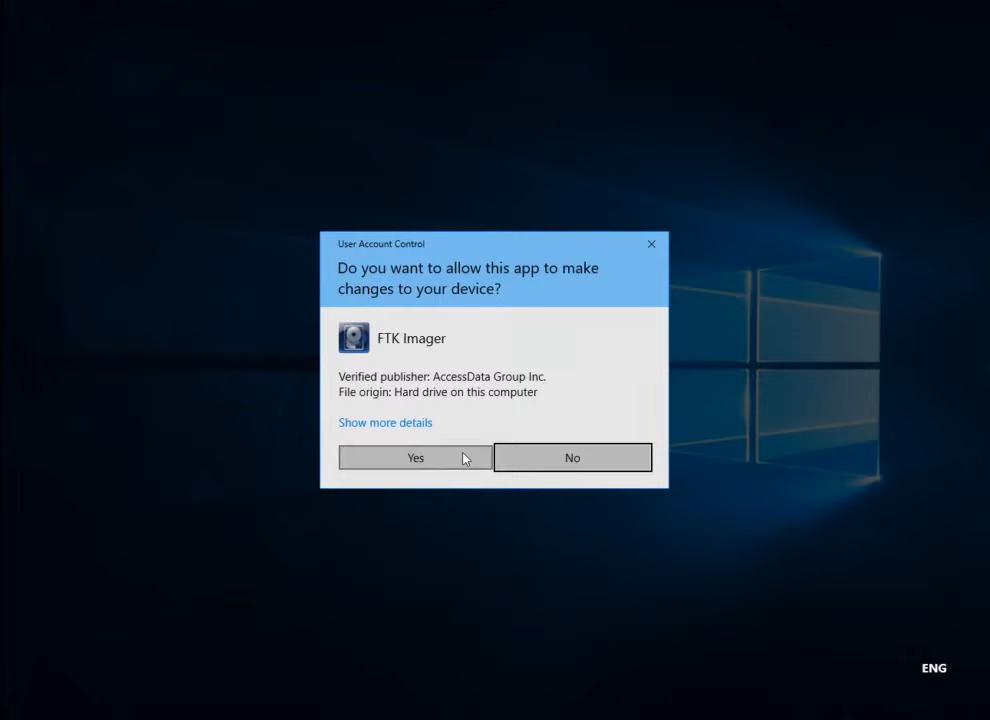 User Account Control
Do you want to allow this app to make
changes to your device?
FTK Imager
Verified publisher: AccessData Group Inc.
File origin: Hard drive on this computer
Show more details
Yes
No
ENG